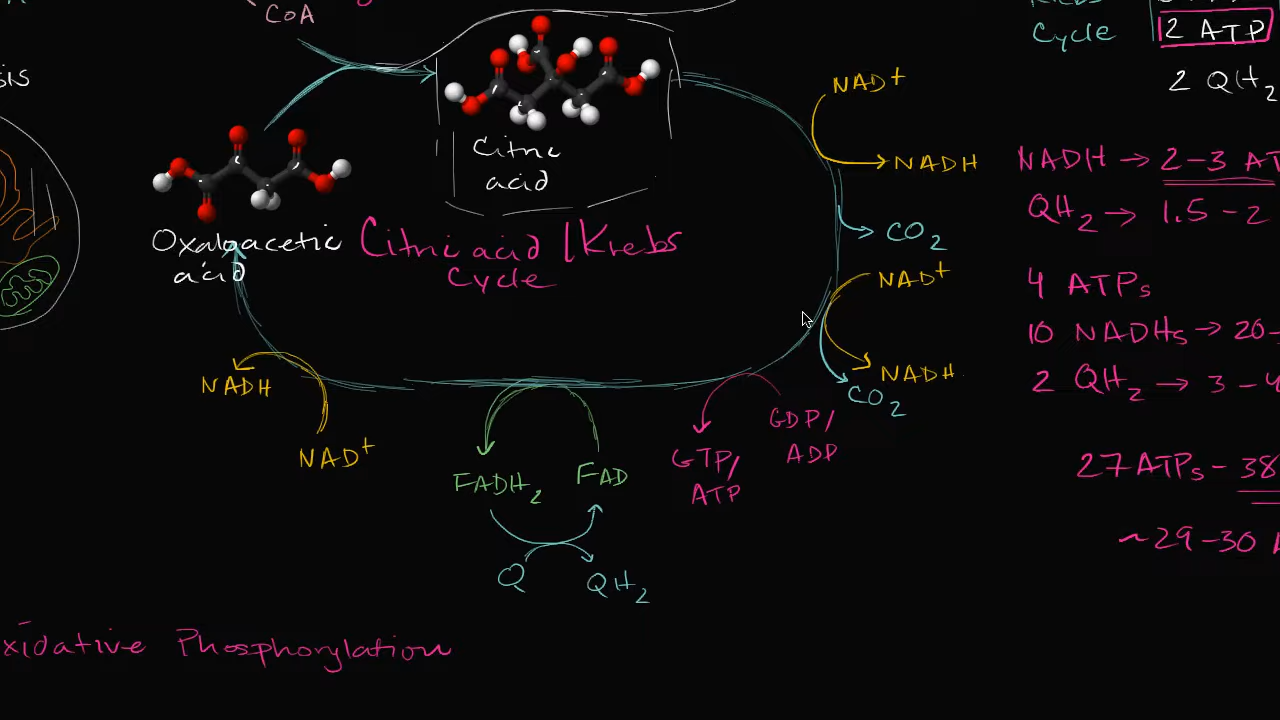 CoA
Cycle
2 ATP
2 QH2
NAD+
NADH
NADH → 2-3 AT
QH2 → 1.5-2
Citric
acid
Oxaloacetic
acid
Citric acid / Krebs
Cycle
CO2
NAD+
4 ATPs
10 NADHs → 20-
NADH
CO2
2 QH2 → 3-4
NADH
NAD+
GDP/
ADP
GTP/
ATP
FADH2
FAD
27 ATPs - 38
~29-30
Q
QH2
xidative Phosphorylation